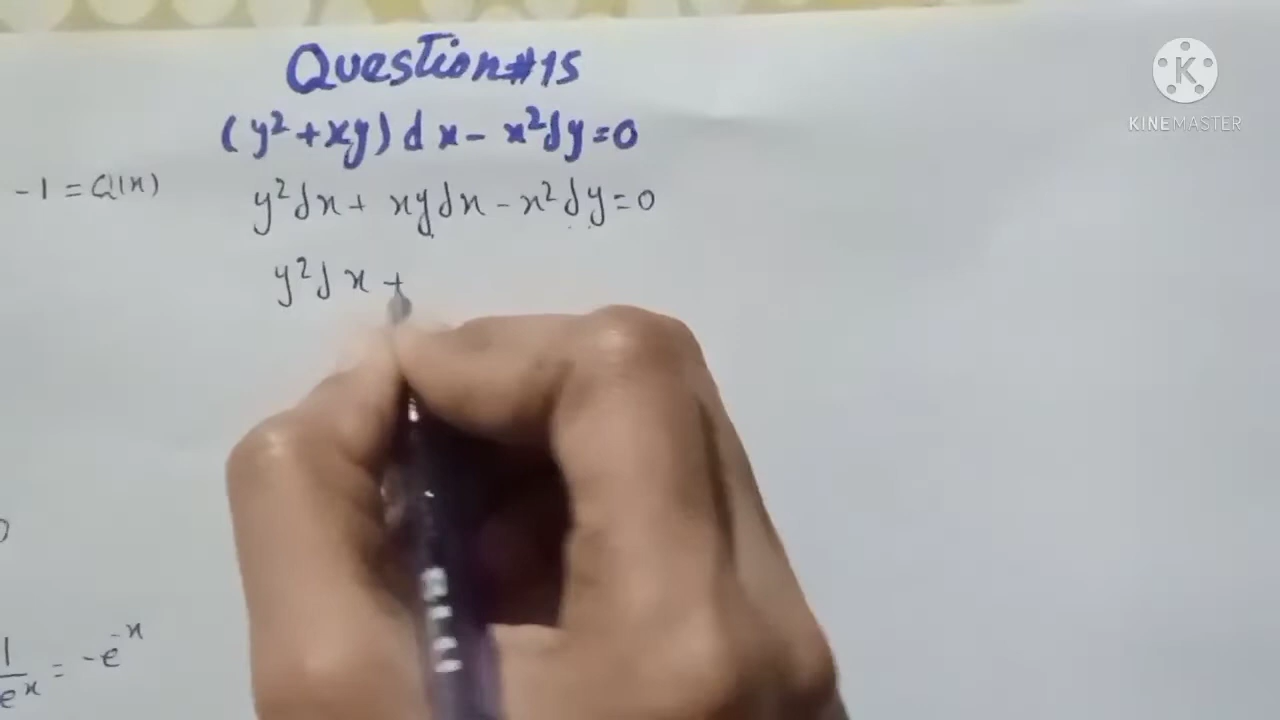 Question#15
(y²+xy)dx-x²dy=0
-1=Q(x)
y²dx+xydx-x²dy=0
y²dx+
1/eˣ=-e⁻ˣ
KINEMASTER